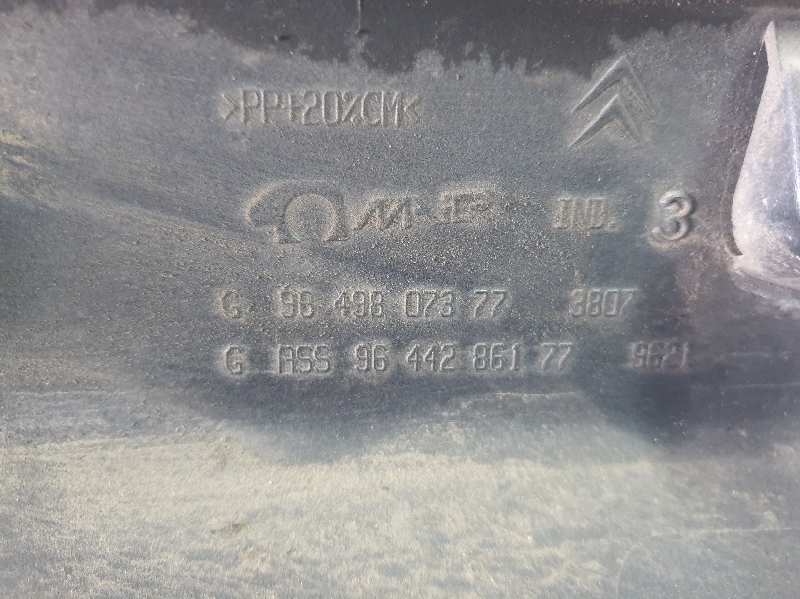 >PP+20%CM<
IND. 3
G 96 498 073 77 3807
G ASS 96 442 861 77 9621